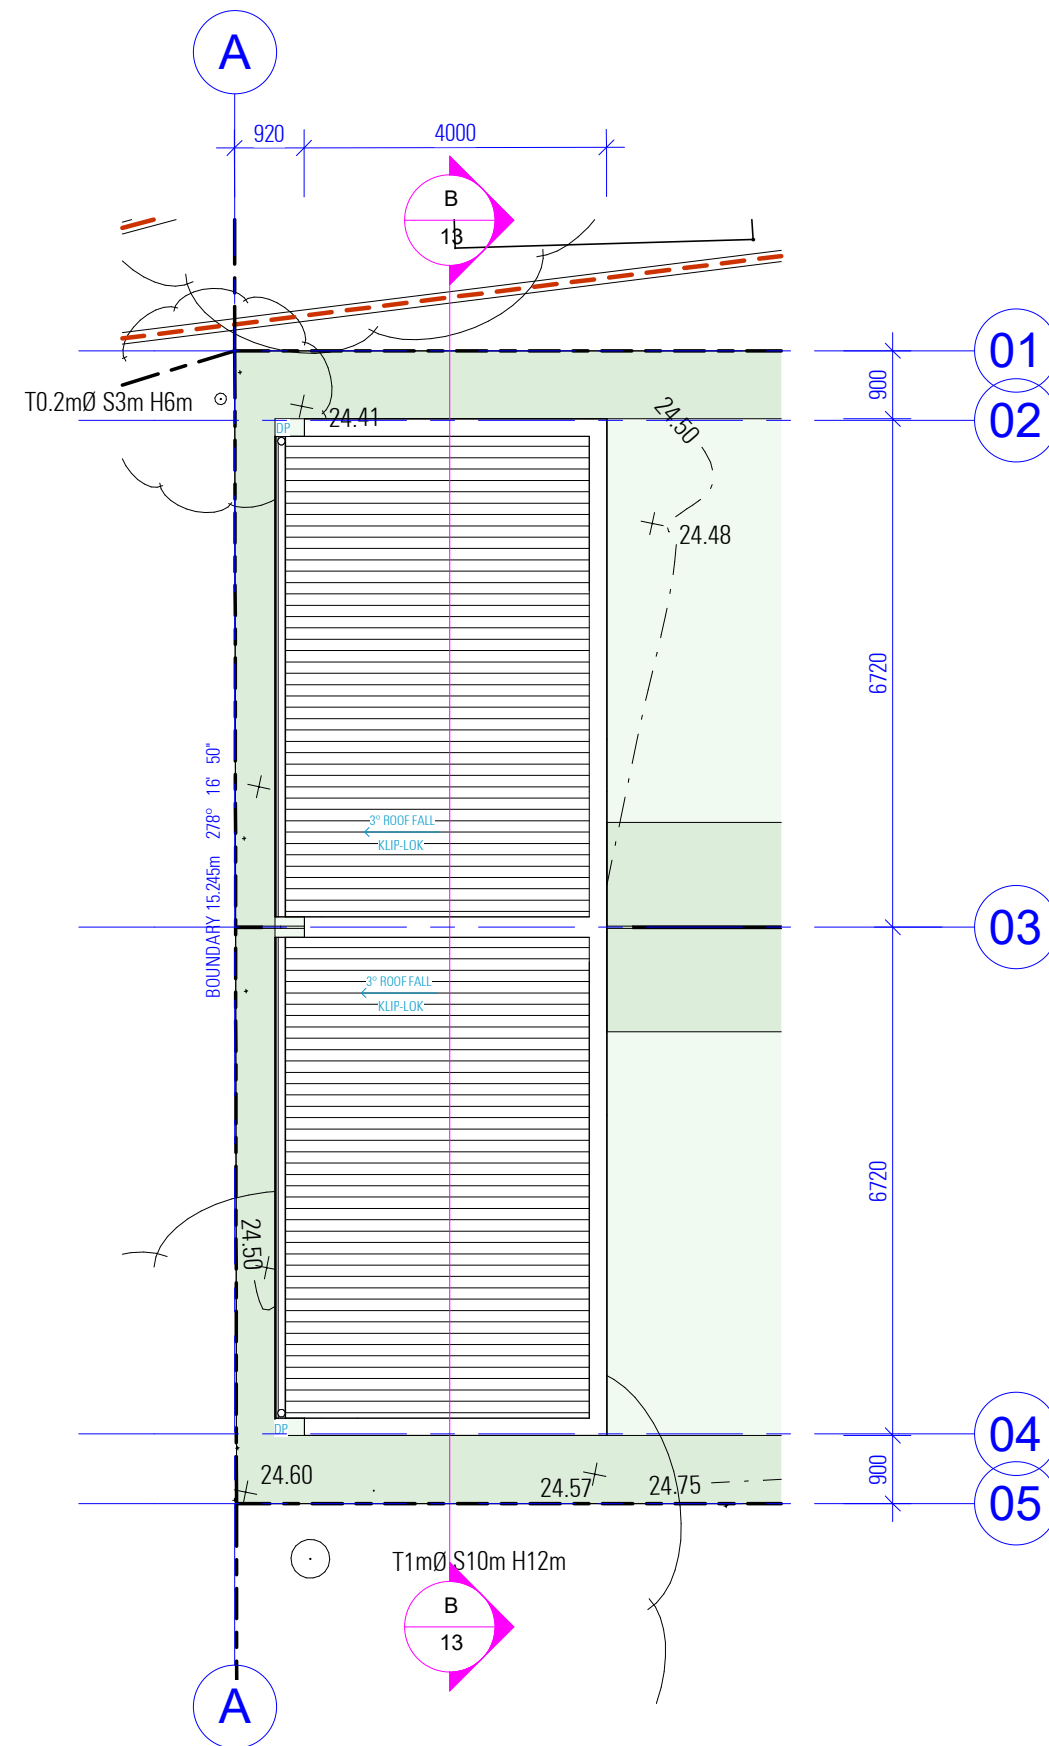 A
920
4000
B
13
01
900
T0.2mØ S3m H6m
24.41
24.50
02
DP
24.48
6720
BOUNDARY 15.245m 278° 16' 50"
3° ROOF FALL
KLIP-LOK
03
3° ROOF FALL
KLIP-LOK
6720
24.50
DP
04
24.60
24.57
24.75
900
05
T1mØ S10m H12m
B
13
A